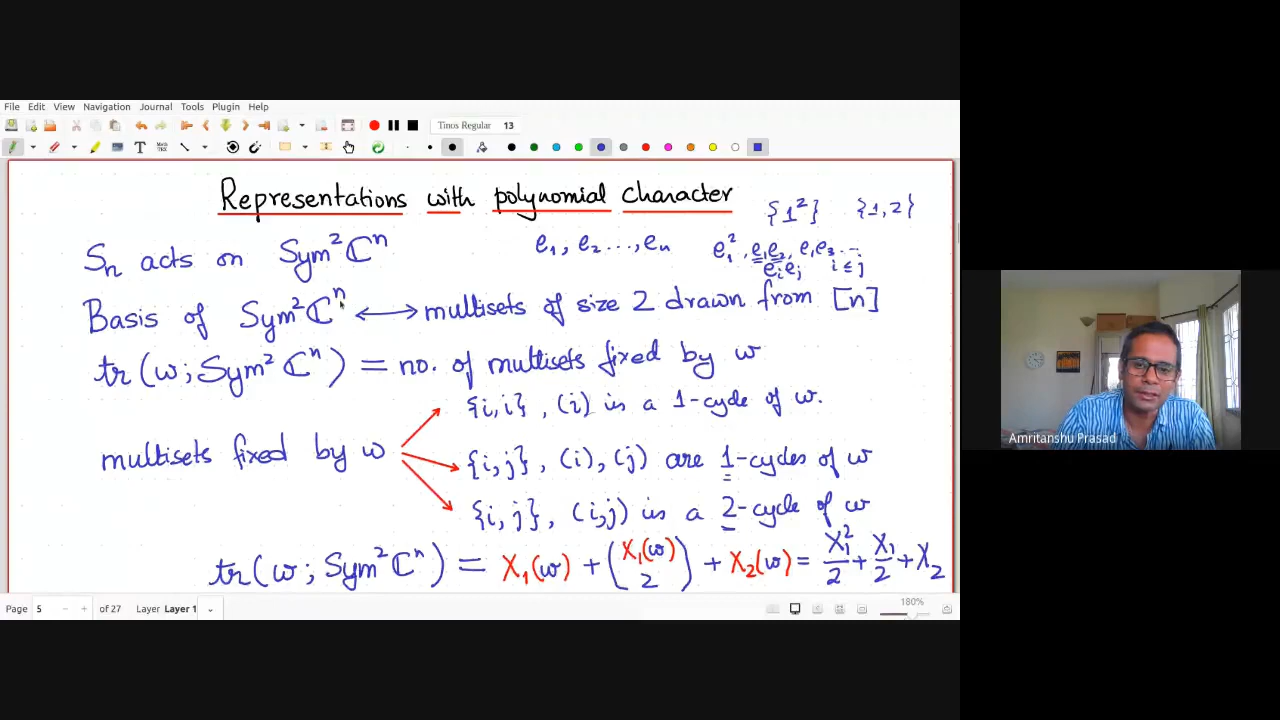 File Edit View Navigation Journal Tools Plugin Help
Tinos Regular 13
Representations with polynomial character
{1²} {1,2}
Sₙ acts on Sym²ℂⁿ
e₁, e₂ ..., eₙ
e₁², e₁e₂, e₁e₃ ...
eᵢeⱼ i ≤ j
Basis of Sym²ℂⁿ ⟷ multisets of size 2 drawn from [n]
tr(w; Sym²ℂⁿ) = no. of multisets fixed by w
{i,i}, (i) is a 1-cycle of w.
multisets fixed by w
{i,j}, (i),(j) are 1-cycles of w
{i,j}, (i,j) is a 2-cycle of w
tr(w; Sym²ℂⁿ) = X₁(w) + (X₁(w) 2) + X₂(w) = X₁²/2 + X₁/2 + X₂
Page 5 of 27 Layer Layer 1 180%
Amritanshu Prasad